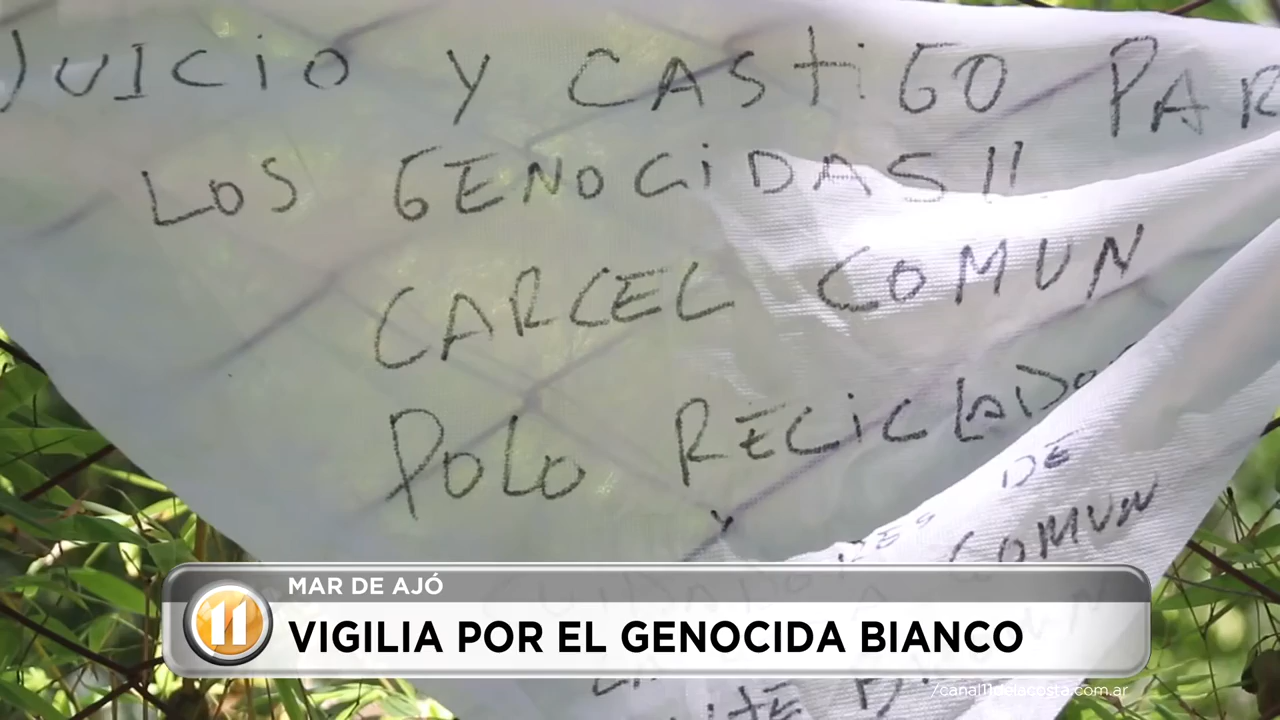 JUICIO Y CASTIGO PAR
LOS GENOCIDAS!!
CARCEL COMUN
POLO RECICLADO
Y DE
COMUN
MAR DE AJÓ
11 VIGILIA POR EL GENOCIDA BIANCO
/canal11delacosta.com.ar